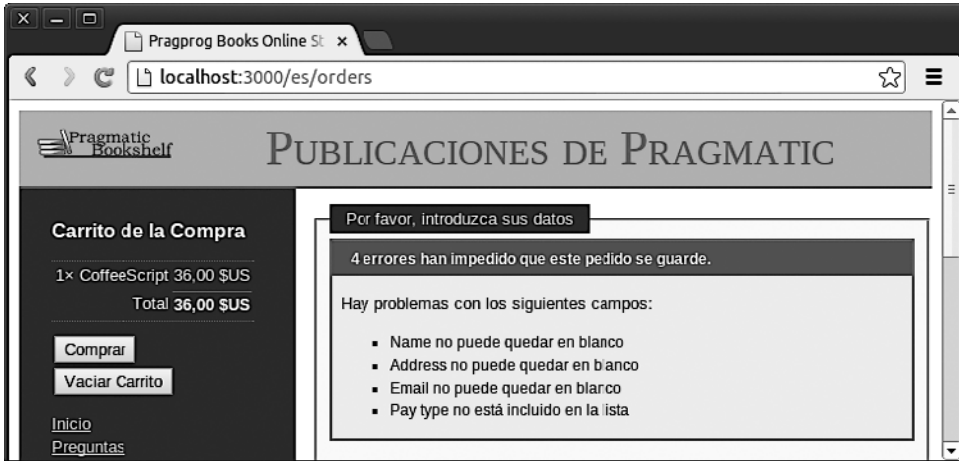 Pragprog Books Online St
localhost:3000/es/orders
Pragmatic
Bookshelf
PUBLICACIONES DE PRAGMATIC
Carrito de la Compra
1× CoffeeScript 36,00 $US
Total 36,00 $US
Comprar
Vaciar Carrito
Inicio
Preguntas
Por favor, introduzca sus datos
4 errores han impedido que este pedido se guarde.
Hay problemas con los siguientes campos:
Name no puede quedar en blanco
Address no puede quedar en blanco
Email no puede quedar en blanco
Pay type no está incluido en la lista